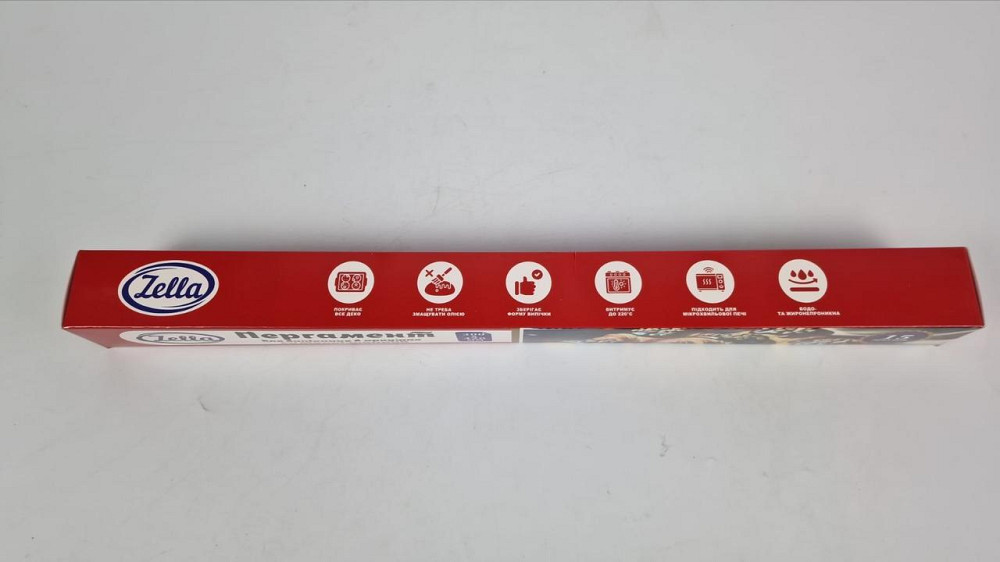 Zella
ПОКРИВАЄ
ВСЕ ДЕКО
НЕ ТРЕБА
ЗМАЩУВАТИ ОЛІЄЮ
ЗБЕРІГАЄ
ФОРМУ ВИПІЧКИ
ВИТРИМУЄ
ДО 220°C
ПІДХОДИТЬ ДЛЯ
МІКРОХВИЛЬОВОЇ ПЕЧІ
ВОДО-
ТА ЖИРОНЕПРОНИКНА
Zella
Пергамент